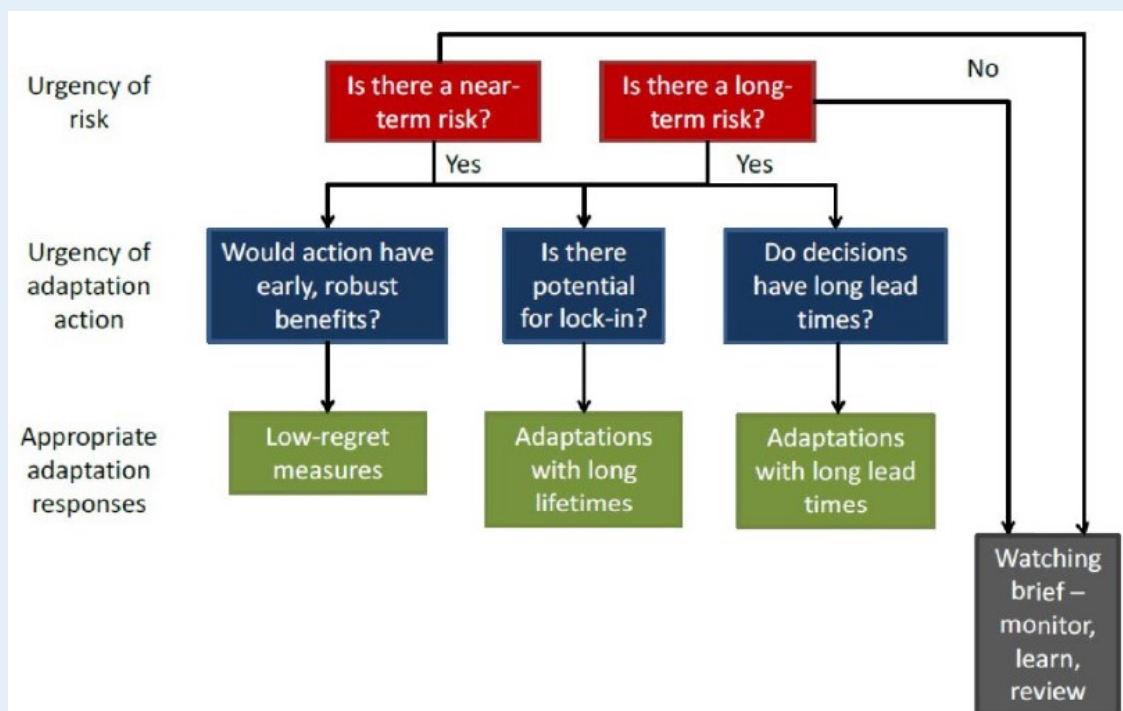 Urgency of
risk
Is there a near-
term risk?
Is there a long-
term risk?
No
Yes
Yes
Urgency of
adaptation
action
Would action have
early, robust
benefits?
Is there
potential
for lock-in?
Do decisions
have long lead
times?
Appropriate
adaptation
responses
Low-regret
measures
Adaptations
with long
lifetimes
Adaptations
with long lead
times
Watching
brief –
monitor,
learn,
review